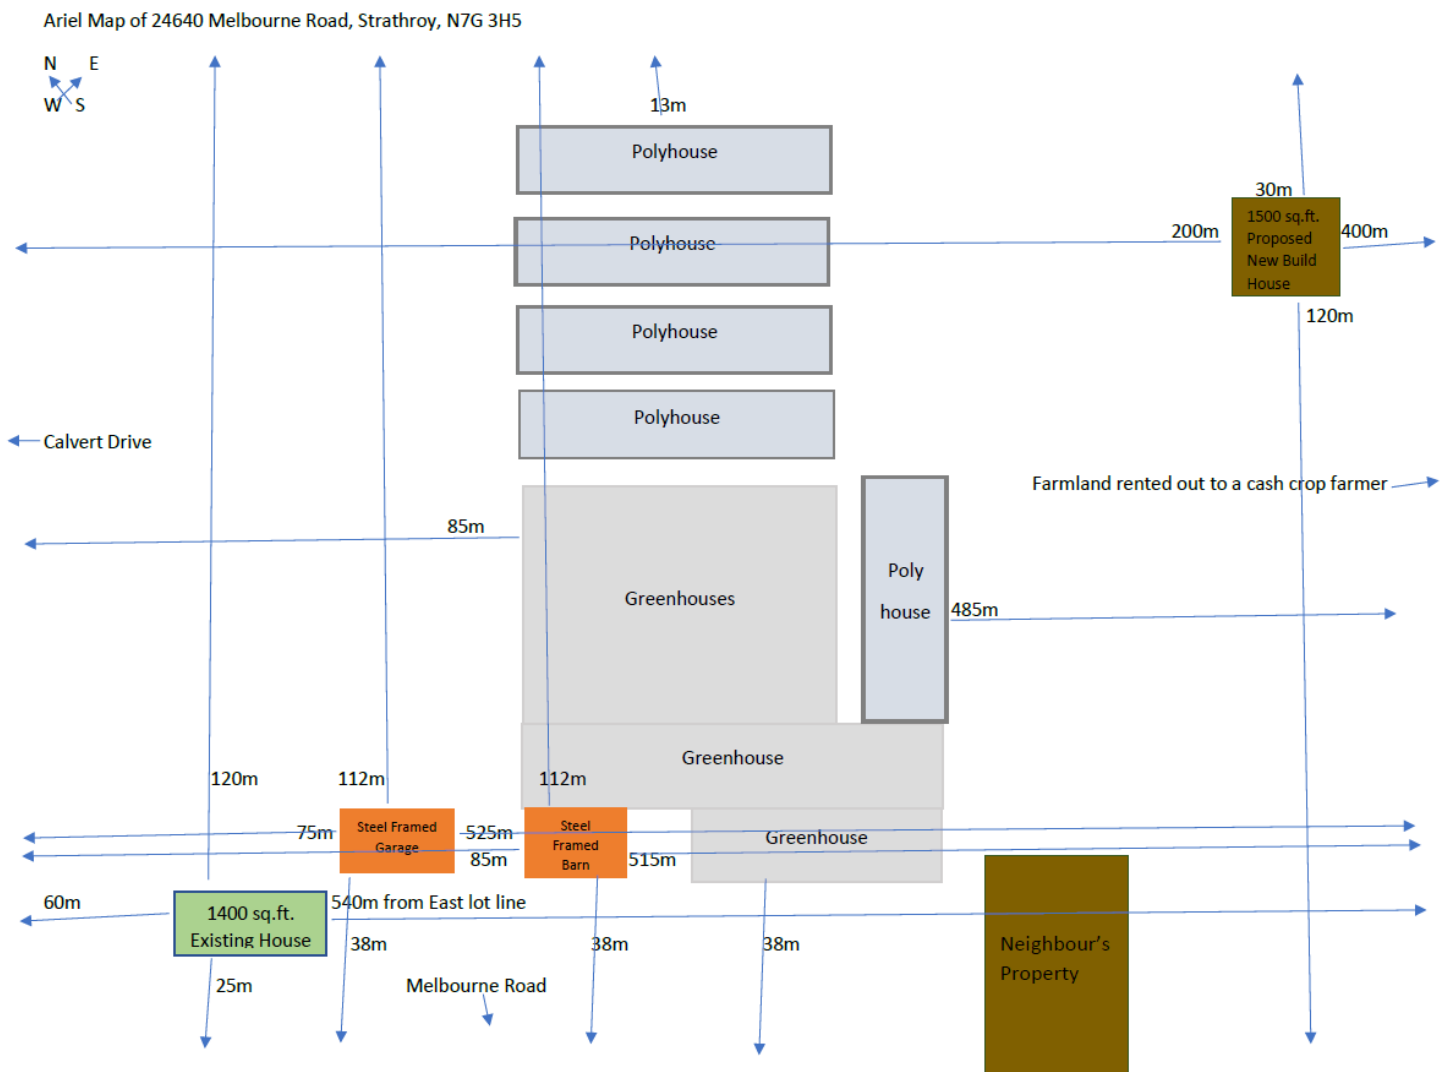 Ariel Map of 24640 Melbourne Road, Strathroy, N7G 3H5
N E
W S
13m
Polyhouse
30m
1500 sq.ft.
Proposed
New Build
House
200m
400m
Polyhouse
120m
Polyhouse
Polyhouse
Calvert Drive
Farmland rented out to a cash crop farmer
85m
Greenhouses
Poly
house
485m
Greenhouse
120m
112m
112m
75m
Steel Framed
Garage
525m
85m
Steel
Framed
Barn
515m
Greenhouse
60m
1400 sq.ft.
Existing House
540m from East lot line
38m
38m
38m
Neighbour's
Property
25m
Melbourne Road